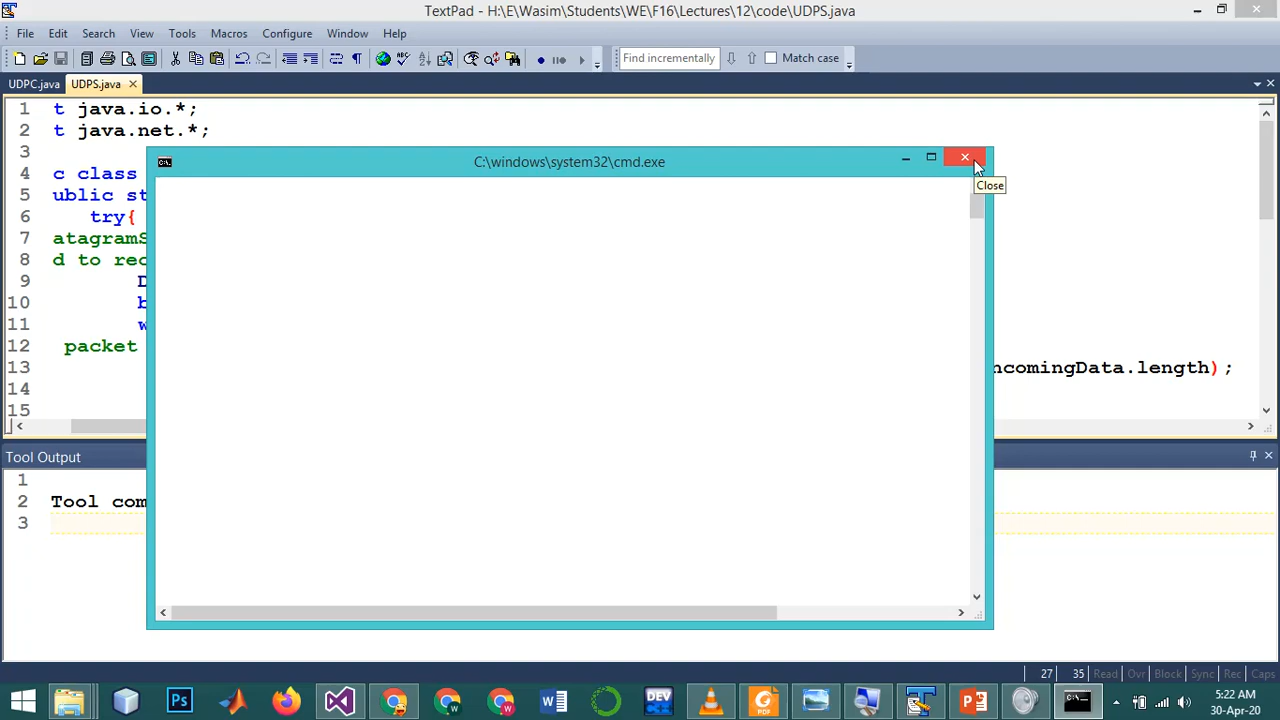 TextPad - H:\E\Wasim\Students\WE\F16\Lectures\12\code\UDPS.java
File Edit Search View Tools Macros Configure Window Help
Find incrementally Match case
UDPC.java UDPS.java
1 t java.io.*;
2 t java.net.*;
3
C:\windows\system32\cmd.exe
Close
4 c class
5 ublic st
6 try{
7 atagramS
8 d to rec
9 D
10 b
11 w
12 packet
13 ncomingData.length);
14
15
Tool Output
1
2 Tool com
3
27 35 Read Ovr Block Sync Rec Caps
Ps W W DEV PDF
5:22 AM
30-Apr-20